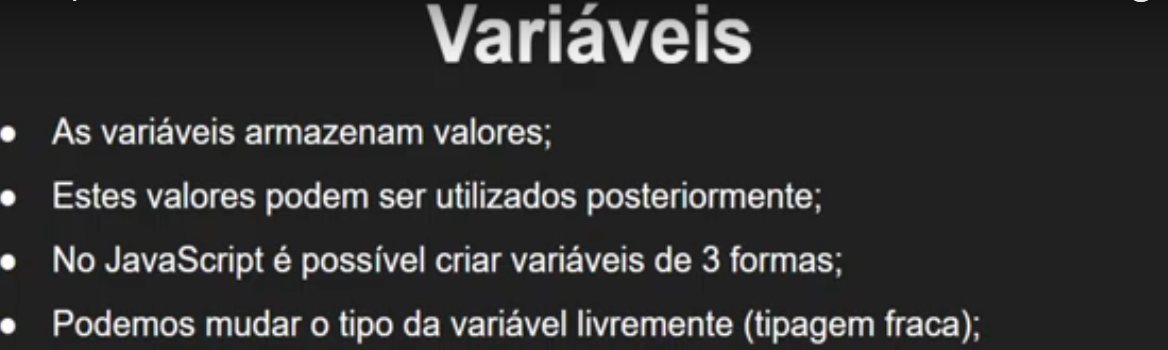 Variáveis
● As variáveis armazenam valores;
● Estes valores podem ser utilizados posteriormente;
● No JavaScript é possível criar variáveis de 3 formas;
● Podemos mudar o tipo da variável livremente (tipagem fraca);